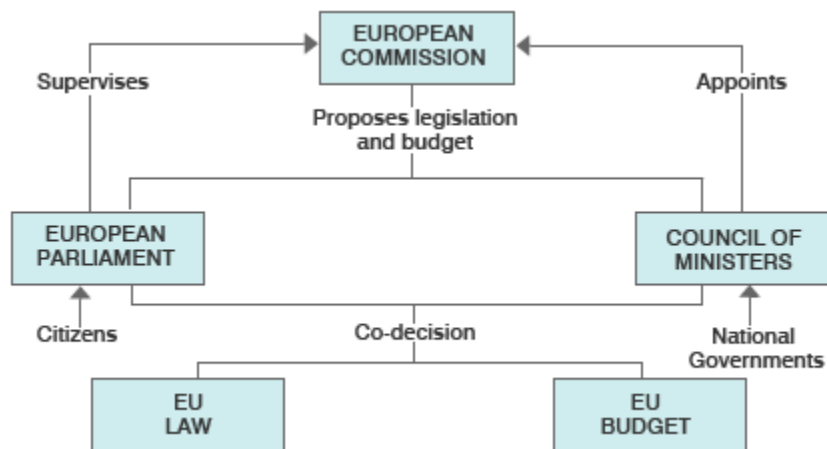 EUROPEAN
COMMISSION
Supervises
Appoints
Proposes legislation
and budget
EUROPEAN
PARLIAMENT
COUNCIL OF
MINISTERS
Citizens
Co-decision
National
Governments
EU
LAW
EU
BUDGET